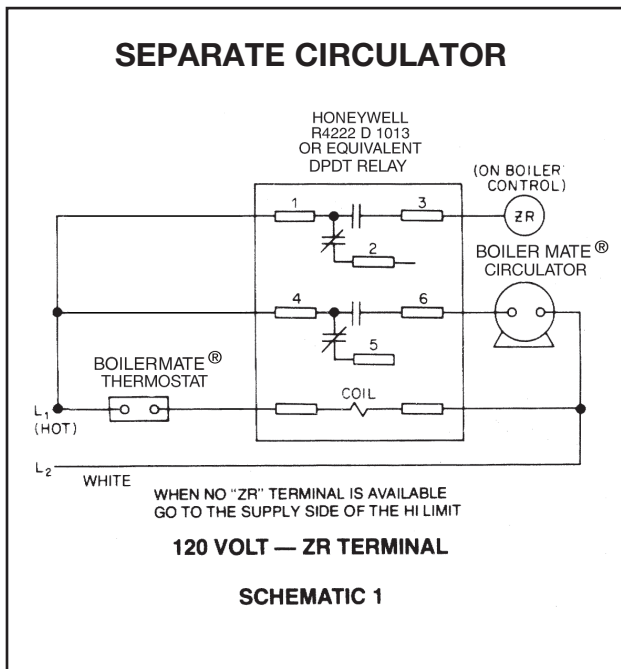 SEPARATE CIRCULATOR
HONEYWELL
R4222 D 1013
OR EQUIVALENT
DPDT RELAY
(ON BOILER
CONTROL)
1
3
ZR
2
BOILER MATE®
CIRCULATOR
4
6
5
BOILERMATE®
THERMOSTAT
COIL
L1
(HOT)
L2
WHITE
WHEN NO "ZR" TERMINAL IS AVAILABLE
GO TO THE SUPPLY SIDE OF THE HI LIMIT
120 VOLT — ZR TERMINAL
SCHEMATIC 1